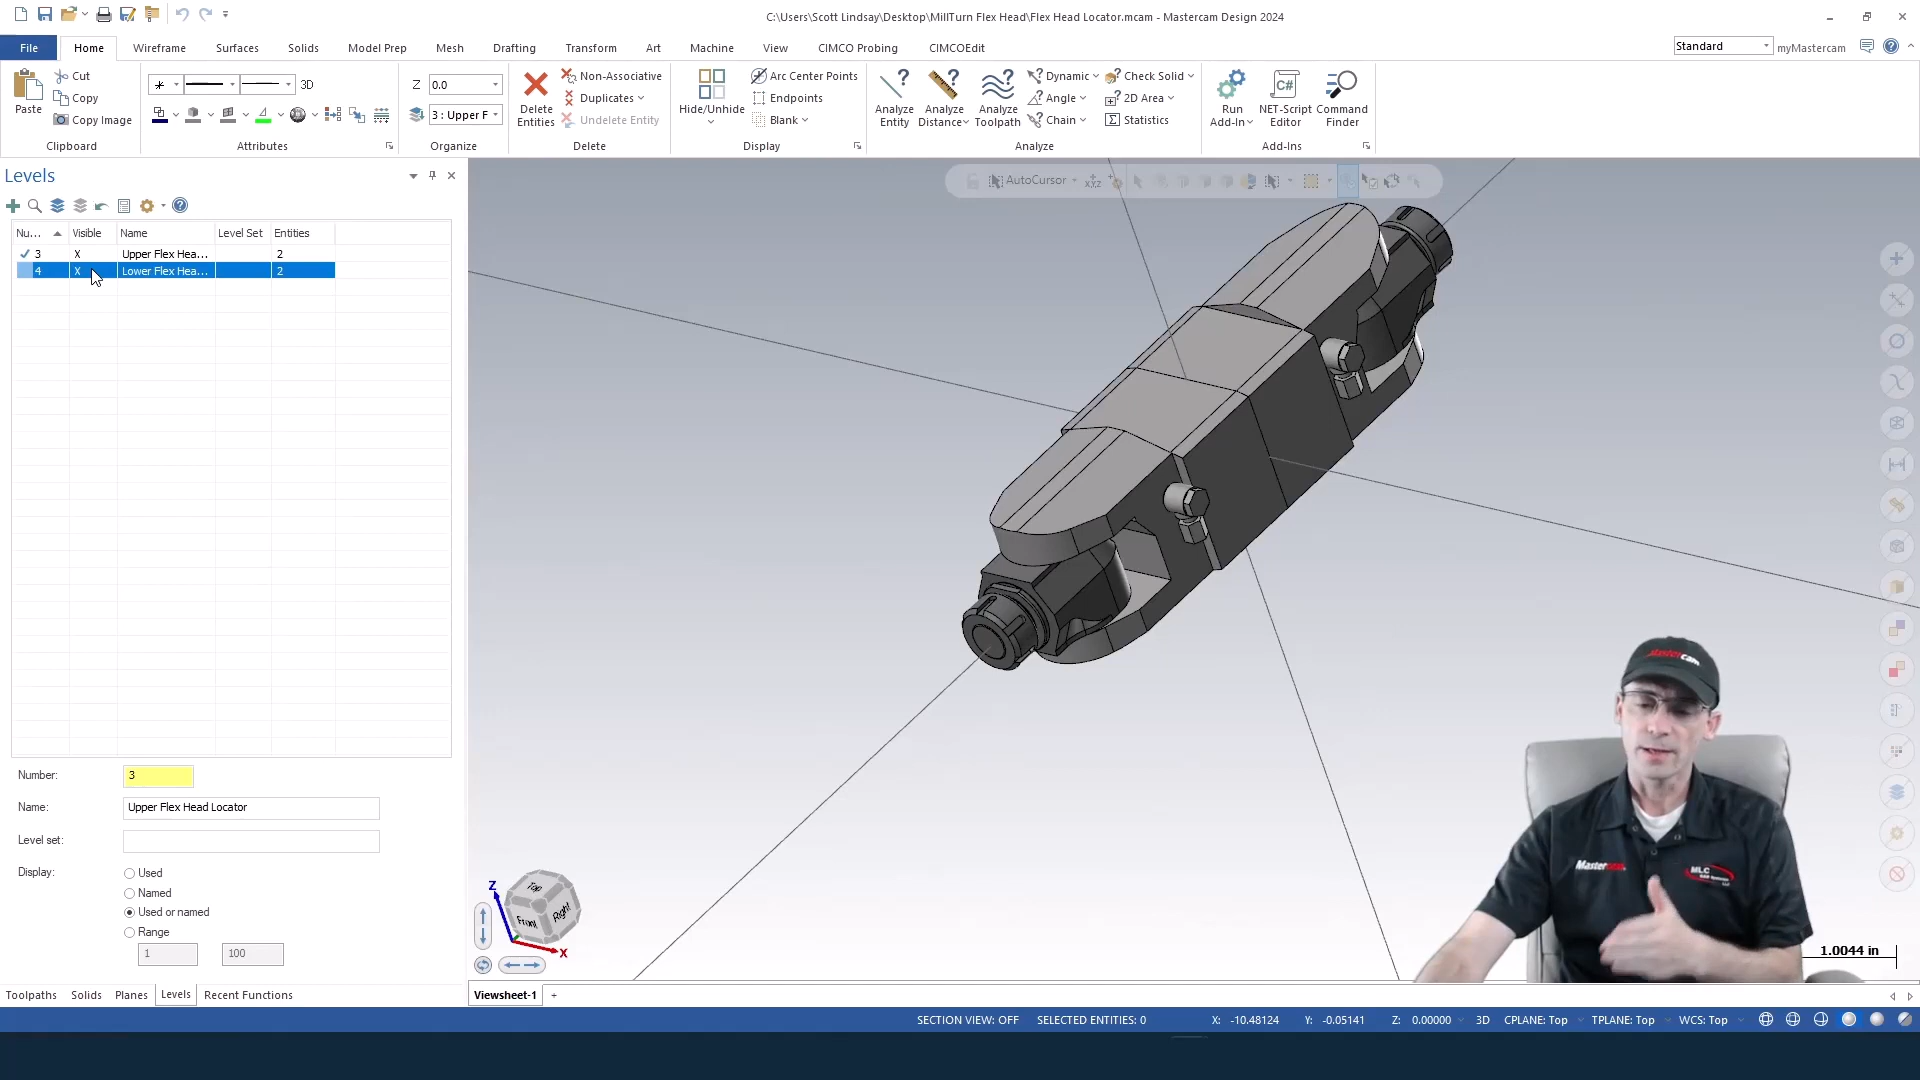 C:\Users\Scott Lindsay\Desktop\MillTurn Flex Head\Flex Head Locator.mcam - Mastercam Design 2024
File Home Wireframe Surfaces Solids Model Prep Mesh Drafting Transform Art Machine View CIMCO Probing CIMCOEdit Standard myMastercam
Paste
Cut
Copy
Copy Image
Clipboard
3D
Attributes
Z 0.0
3 : Upper F
Organize
Delete Entities
Non-Associative
Duplicates
Undelete Entity
Delete
Hide/Unhide
Arc Center Points
Endpoints
Blank
Display
Analyze Entity
Analyze Distance
Analyze Toolpath
Dynamic
Angle
Chain
Check Solid
2D Area
Statistics
Analyze
Run Add-In
C#
NET-Script Editor
Command Finder
Add-Ins
Levels
AutoCursor
Nu... Visible Name Level Set Entities
3 X Upper Flex Hea... 2
4 X Lower Flex Hea... 2
Number: 3
Name: Upper Flex Head Locator
Level set:
Display: Used
Named
Used or named
Range
1 100
Toolpaths Solids Planes Levels Recent Functions
Z
Top
Front
Right
X
Mastercam
Mastercam
MLC
1.0044 in
Viewsheet-1 +
SECTION VIEW: OFF SELECTED ENTITIES: 0 X: -10.48124 Y: -0.05141 Z: 0.00000 3D CPLANE: Top TPLANE: Top WCS: Top